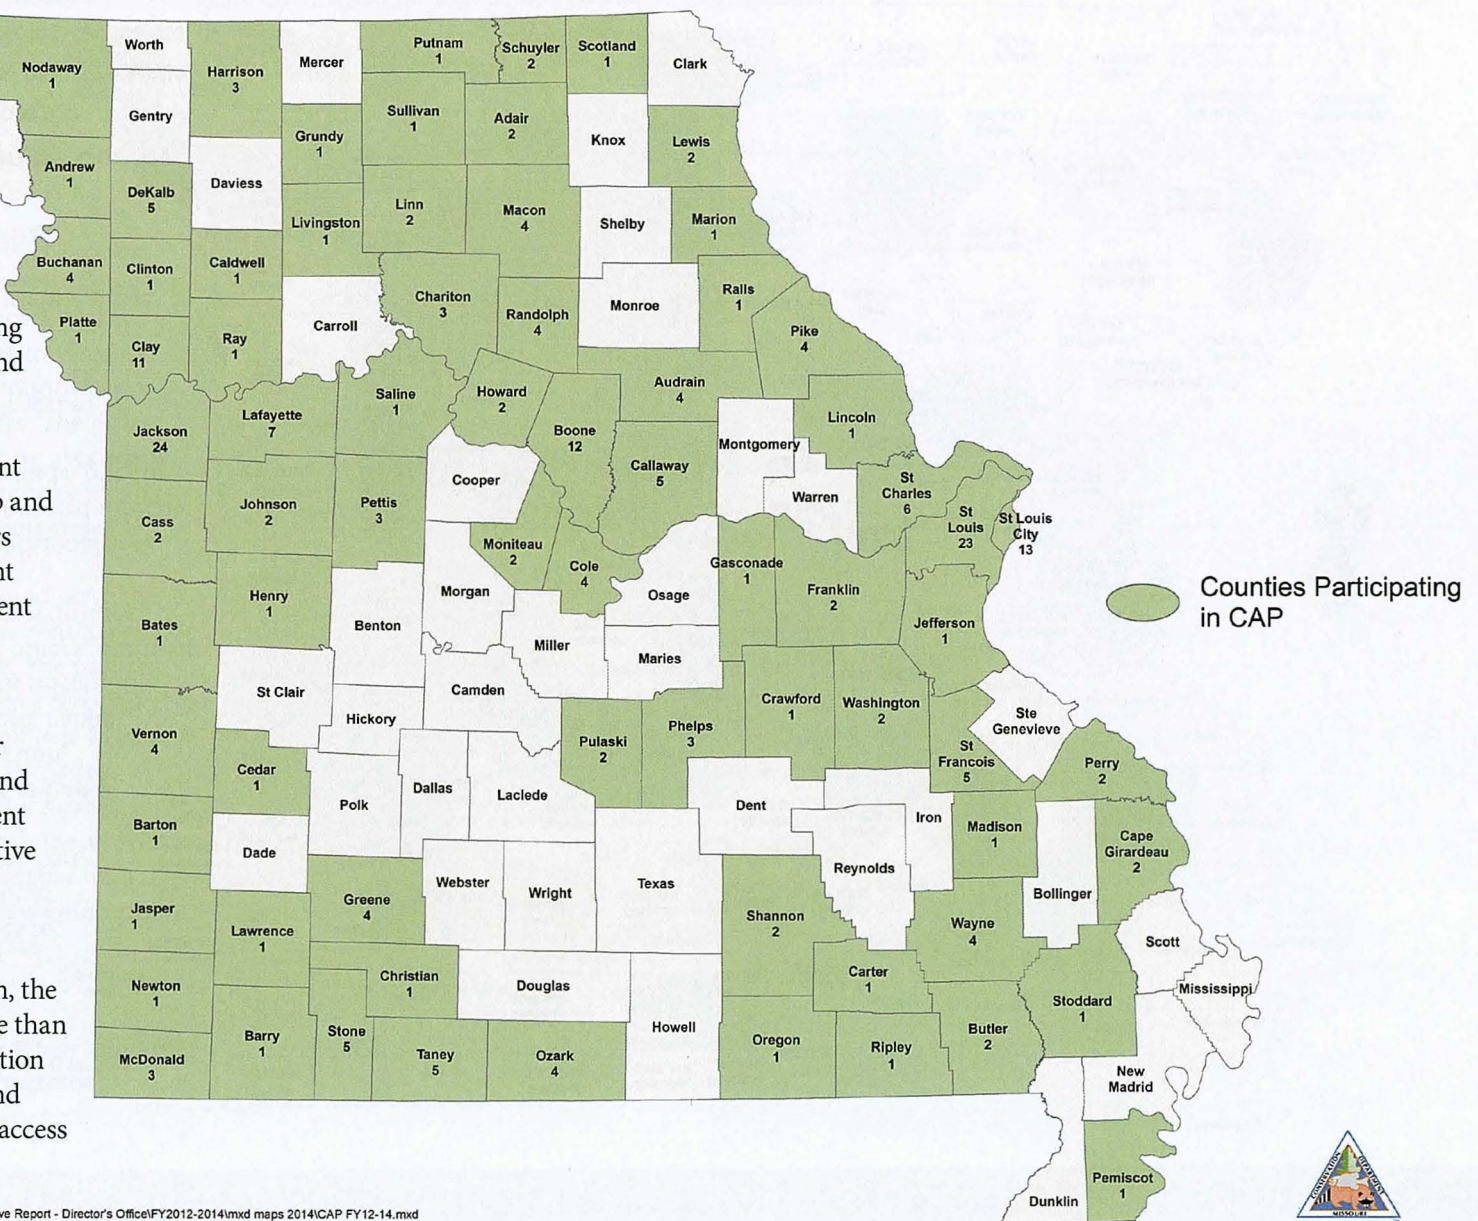 Worth
Nodaway
1
Harrison
3
Mercer
Putnam
1
Schuyler
2
Scotland
1
Clark
Gentry
Sullivan
1
Adair
2
Grundy
1
Knox
Lewis
2
Andrew
1
DeKalb
5
Daviess
Livingston
1
Linn
2
Macon
4
Shelby
Marion
1
Buchanan
4
Clinton
1
Caldwell
1
Chariton
3
Randolph
4
Monroe
Ralls
1
Platte
1
Clay
11
Ray
1
Carroll
Pike
4
Audrain
4
Saline
1
Howard
2
Jackson
24
Lafayette
7
Boone
12
Montgomery
Lincoln
1
Cooper
Callaway
5
Warren
St
Charles
6
St
Louis
23
St Louis
City
13
Cass
2
Johnson
2
Pettis
3
Moniteau
2
Cole
4
Osage
Gasconade
1
Franklin
2
Jefferson
1
Bates
1
Henry
1
Benton
Morgan
Miller
Maries
St Clair
Hickory
Camden
Crawford
1
Washington
2
Ste
Genevieve
Vernon
4
Cedar
1
Pulaski
2
Phelps
3
St
Francois
5
Perry
2
Polk
Dallas
Laclede
Dent
Iron
Madison
1
Cape
Girardeau
2
Barton
1
Dade
Reynolds
Bollinger
Jasper
1
Lawrence
1
Greene
4
Webster
Wright
Texas
Shannon
2
Wayne
4
Scott
Newton
1
Christian
1
Douglas
Carter
1
Stoddard
1
Mississippi
McDonald
3
Barry
1
Stone
5
Taney
5
Ozark
4
Howell
Oregon
1
Ripley
1
Butler
2
New
Madrid
Pemiscot
1
Dunklin
Counties Participating
in CAP
ng
nd
nt
p and
rs
nt
ent
r
nd
ent
tive
n, the
e than
tion
nd
access
ve Report - Director's Office\FY2012-2014\mxd maps 2014\CAP FY12-14.mxd
CONSERVATION
DEPARTMENT
MISSOURI